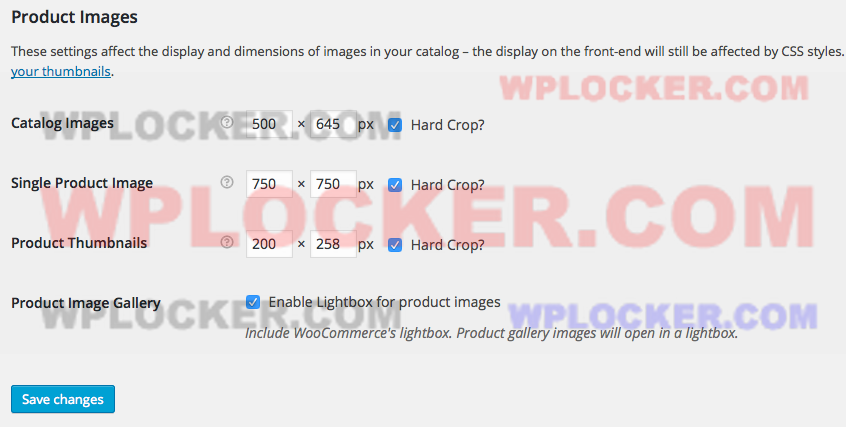 Product Images
These settings affect the display and dimensions of images in your catalog – the display on the front-end will still be affected by CSS styles.
your thumbnails.
WPLOCKER.COM
WPLOCKER.COM
Catalog Images ? 500 × 645 px Hard Crop?
Single Product Image ? 750 × 750 px Hard Crop?
WPLOCKER.COM
Product Thumbnails ? 200 × 258 px Hard Crop?
Product Image Gallery Enable Lightbox for product images
WPLOCKER.COM WPLOCKER.COM
Include WooCommerce's lightbox. Product gallery images will open in a lightbox.
Save changes